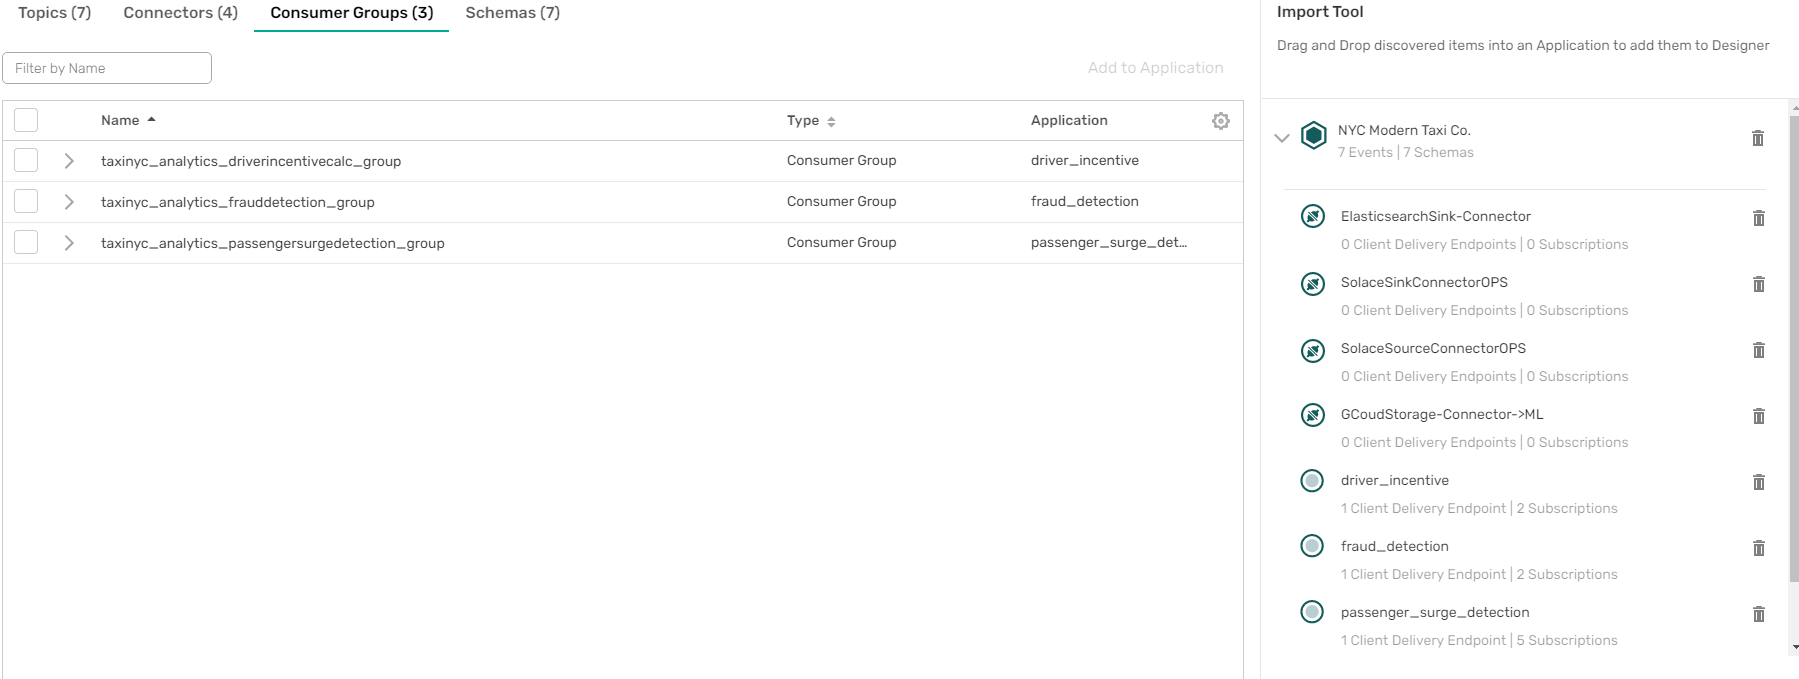 Topics (7) Connectors (4) Consumer Groups (3) Schemas (7)
Filter by Name
Add to Application
Name Type Application
taxinyc_analytics_driverincentivecalc_group Consumer Group driver_incentive
taxinyc_analytics_frauddetection_group Consumer Group fraud_detection
taxinyc_analytics_passengersurgedetection_group Consumer Group passenger_surge_det...
Import Tool
Drag and Drop discovered items into an Application to add them to Designer
NYC Modern Taxi Co.
7 Events | 7 Schemas
ElasticsearchSink-Connector
0 Client Delivery Endpoints | 0 Subscriptions
SolaceSinkConnectorOPS
0 Client Delivery Endpoints | 0 Subscriptions
SolaceSourceConnectorOPS
0 Client Delivery Endpoints | 0 Subscriptions
GCoudStorage-Connector->ML
0 Client Delivery Endpoints | 0 Subscriptions
driver_incentive
1 Client Delivery Endpoint | 2 Subscriptions
fraud_detection
1 Client Delivery Endpoint | 2 Subscriptions
passenger_surge_detection
1 Client Delivery Endpoint | 5 Subscriptions